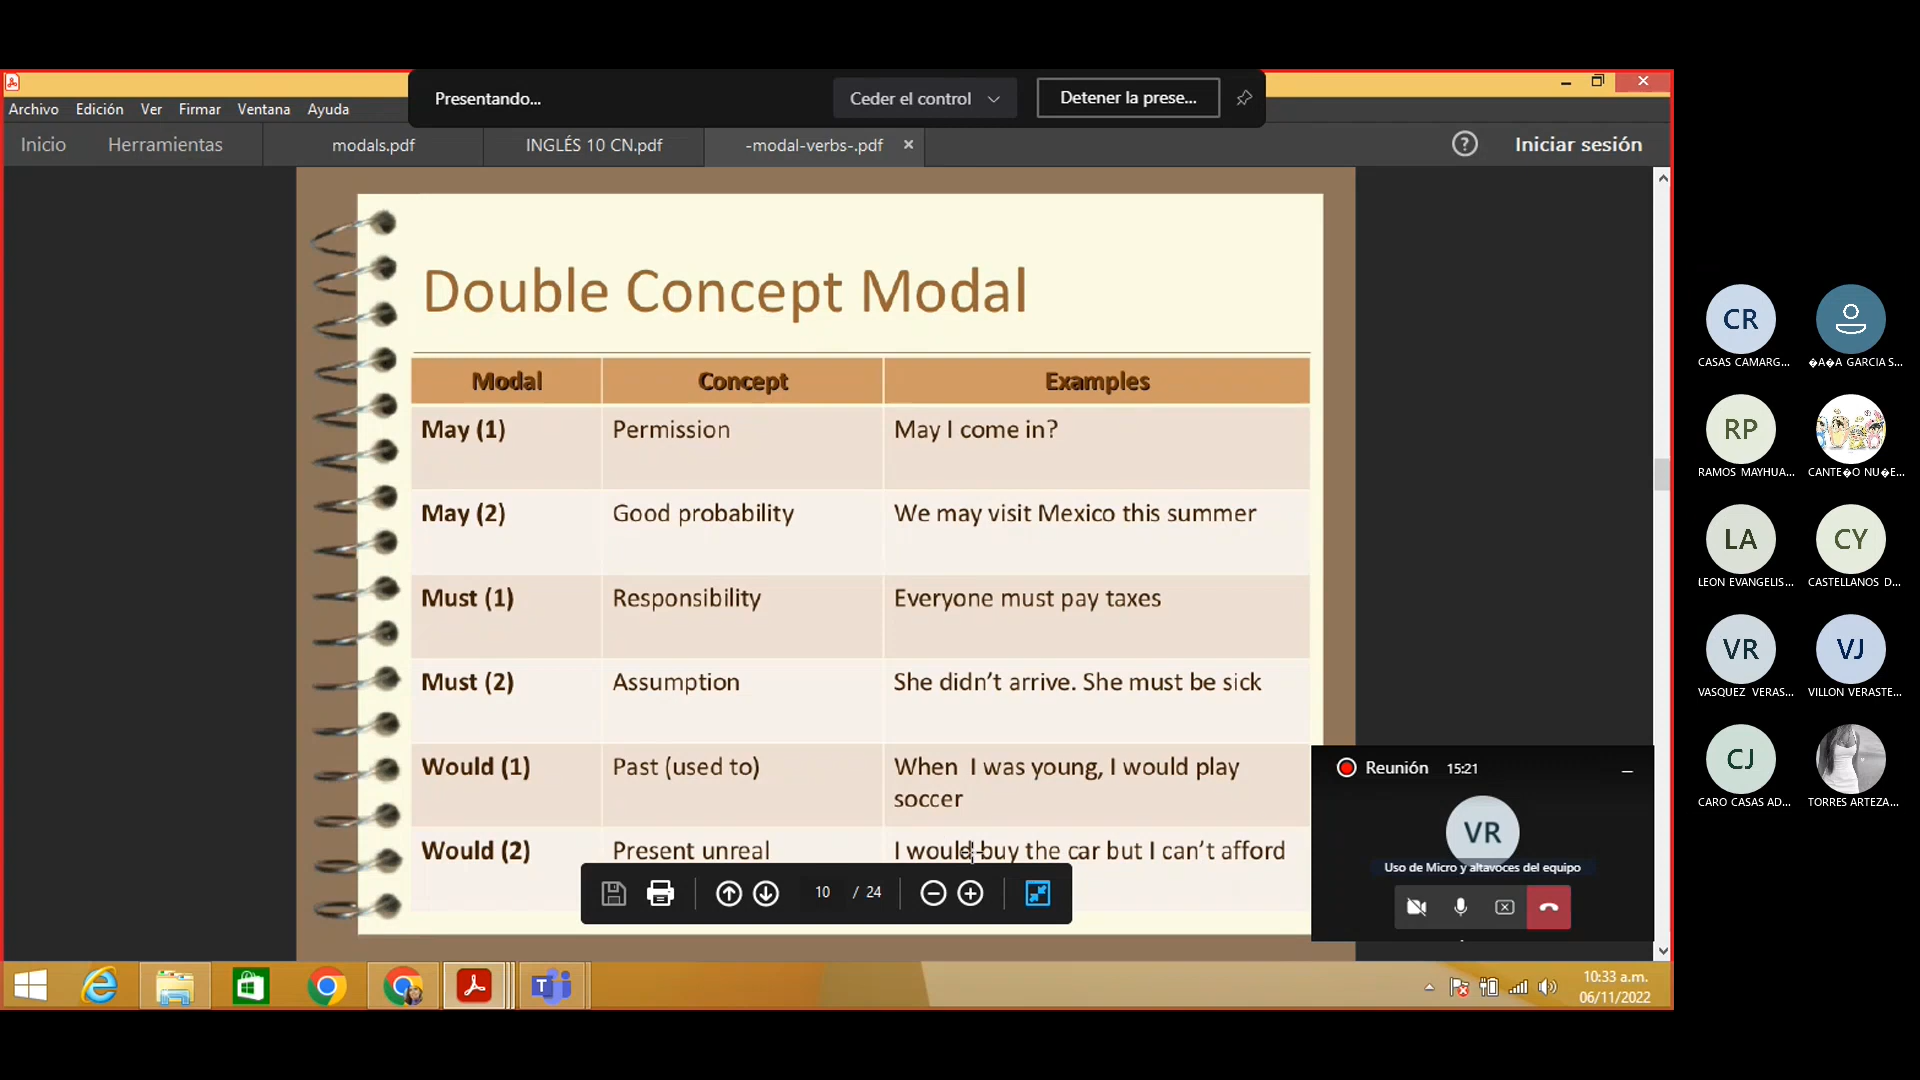 Presentando...
Ceder el control
Detener la prese...
Archivo Edición Ver Firmar Ventana Ayuda
Inicio Herramientas modals.pdf INGLÉS 10 CN.pdf -modal-verbs-.pdf Iniciar sesión
Double Concept Modal
Modal Concept Examples
May (1) Permission May I come in?
May (2) Good probability We may visit Mexico this summer
Must (1) Responsibility Everyone must pay taxes
Must (2) Assumption She didn't arrive. She must be sick
Would (1) Past (used to) When I was young, I would play
soccer
Would (2) Present unreal I would buy the car but I can't afford
10 / 24
Reunión 15:21
VR
Uso de Micro y altavoces del equipo
10:33 a.m.
06/11/2022
CR
CASAS CAMARG... �A�A GARCIA S...
RP
RAMOS MAYHUA... CANTE�O NU�E...
LA CY
LEON EVANGELIS... CASTELLANOS D...
VR VJ
VASQUEZ VERAS... VILLON VERASTE...
CJ
CARO CASAS AD... TORRES ARTEZA...